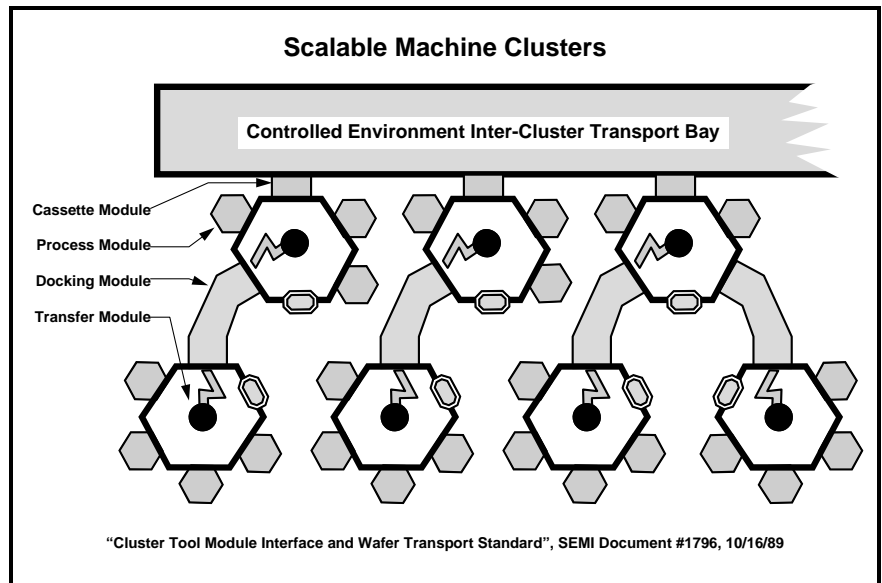 Scalable Machine Clusters
Controlled Environment Inter-Cluster Transport Bay
Cassette Module
Process Module
Docking Module
Transfer Module
“Cluster Tool Module Interface and Wafer Transport Standard”, SEMI Document #1796, 10/16/89